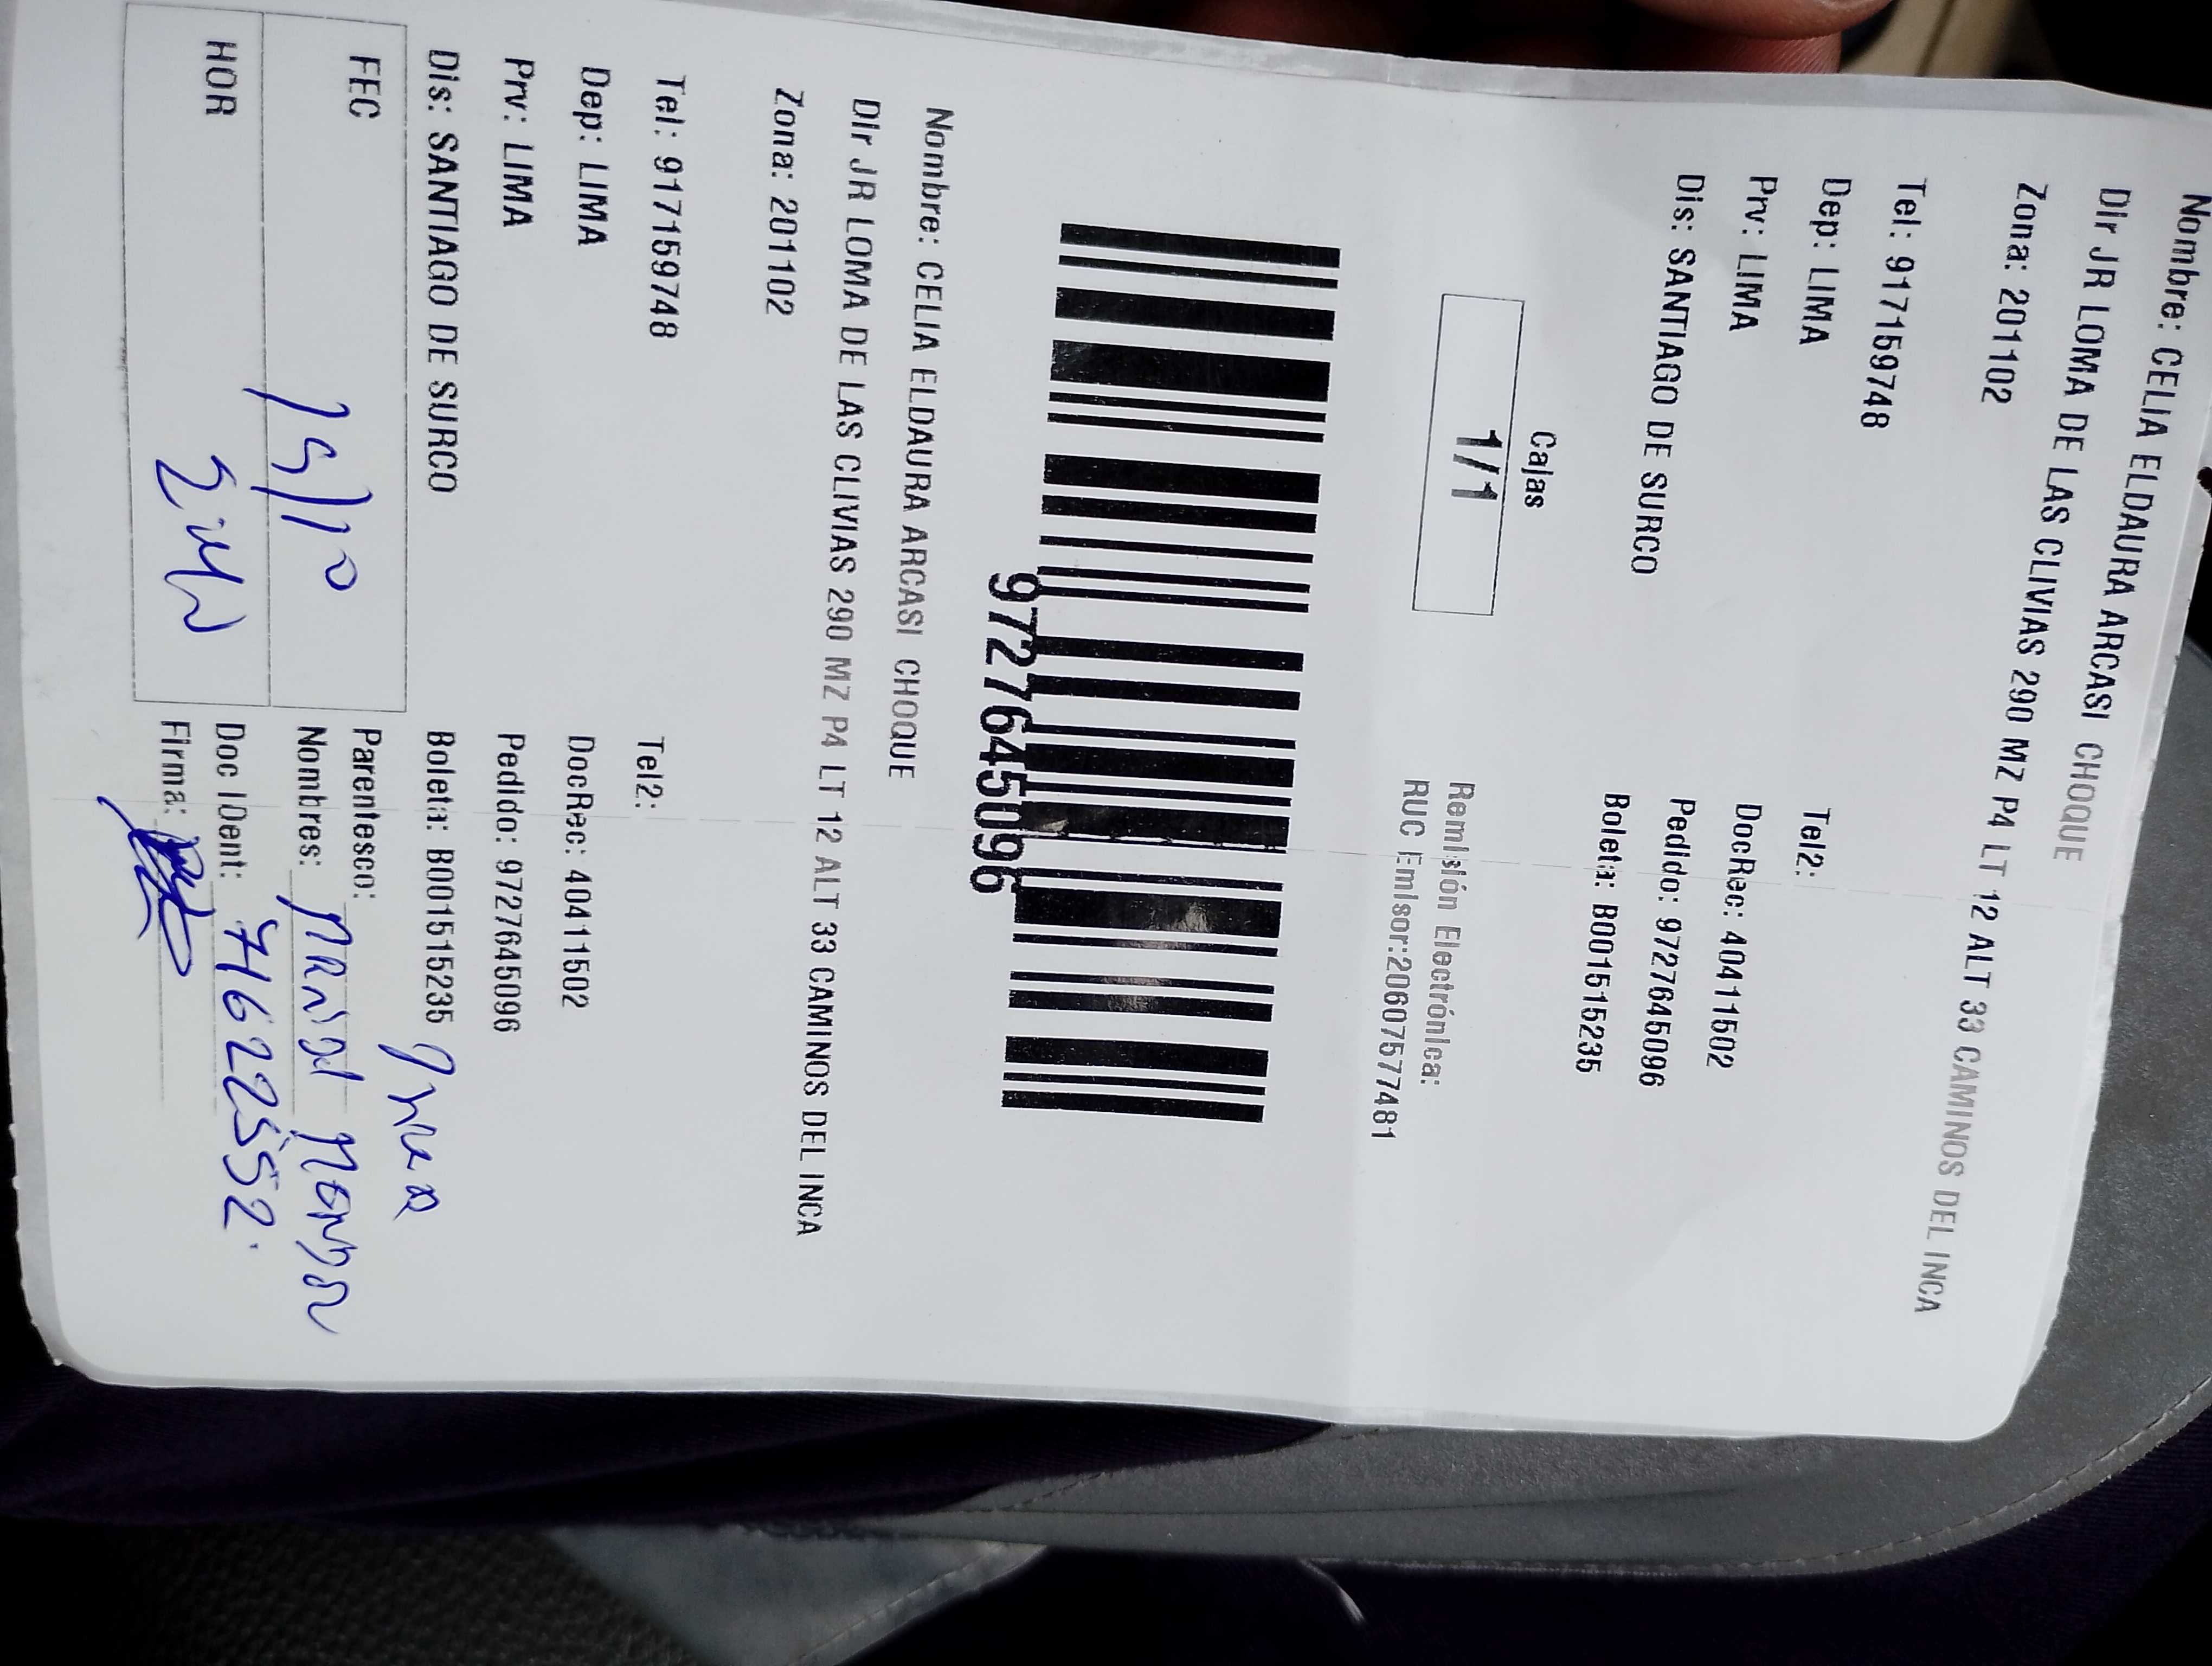 Nombre: CELIA ELDAURA ARCASI CHOQUE
Dir JR LOMA DE LAS CLIVIAS 290 MZ P4 LT 12 ALT 33 CAMINOS DEL INCA
Zona: 201102
Tel: 917159748 Tel2:
Dep: LIMA DocRec: 40411502
Prv: LIMA Pedido: 9727645096
Dis: SANTIAGO DE SURCO Boleta: B001515235
Cajas
1/1
Remisión Electrónica:
RUC Emisor:20607577481
9727645096
Nombre: CELIA ELDAURA ARCASI CHOQUE
Dir JR LOMA DE LAS CLIVIAS 290 MZ P4 LT 12 ALT 33 CAMINOS DEL INCA
Zona: 201102
Tel: 917159748 Tel2:
Dep: LIMA DocRec: 40411502
Prv: LIMA Pedido: 9727645096
Dis: SANTIAGO DE SURCO Boleta: B001515235
FEC Parentesco:
Nombres:
HOR Doc IDent: 71622552.
Firma: